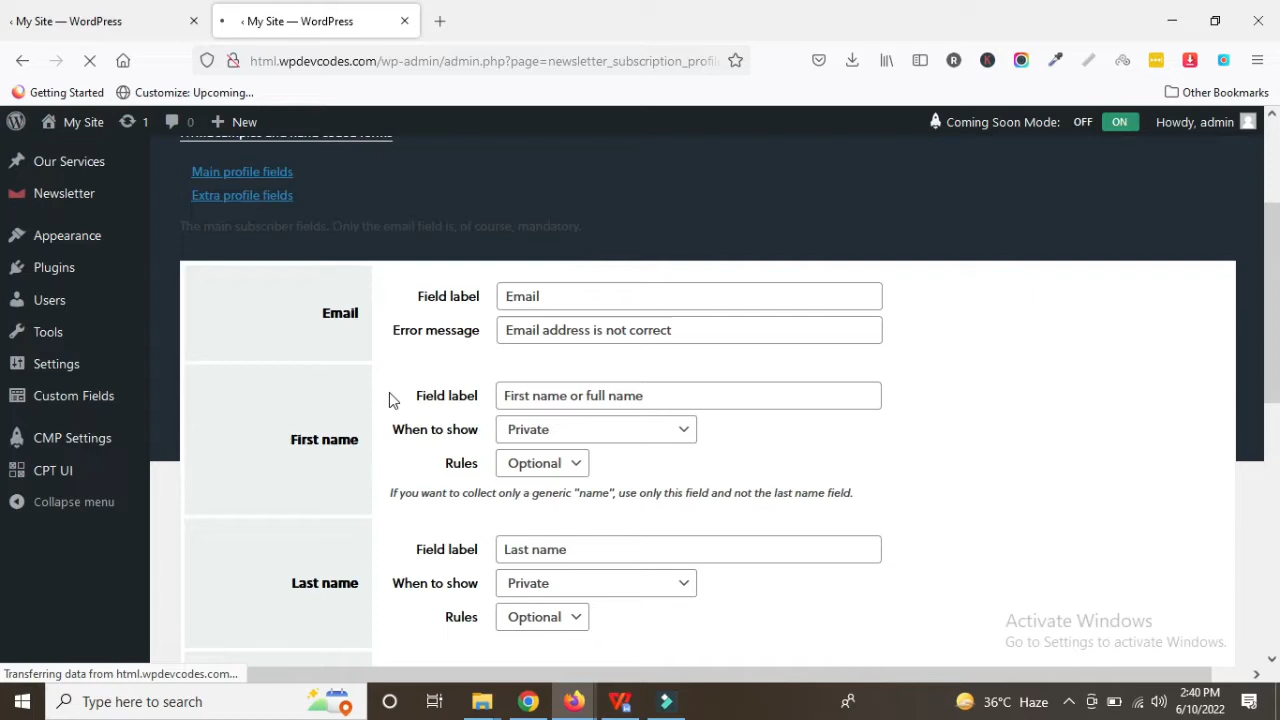 ‹ My Site — WordPress
‹ My Site — WordPress
html.wpdevcodes.com/wp-admin/admin.php?page=newsletter_subscription_profil
Getting Started
Customize: Upcoming...
Other Bookmarks
My Site
1
0
New
Coming Soon Mode:
OFF
ON
Howdy, admin
Our Services
Newsletter
Appearance
Plugins
Users
Tools
Settings
Custom Fields
CMP Settings
CPT UI
Collapse menu
Main profile fields
Extra profile fields
The main subscriber fields. Only the email field is, of course, mandatory.
Email
Field label
Email
Error message
Email address is not correct
First name
Field label
First name or full name
When to show
Private
Rules
Optional
If you want to collect only a generic "name", use only this field and not the last name field.
Last name
Field label
Last name
When to show
Private
Rules
Optional
Activate Windows
Go to Settings to activate Windows.
Transferring data from html.wpdevcodes.com...
Type here to search
36°C Haze
2:40 PM
6/10/2022